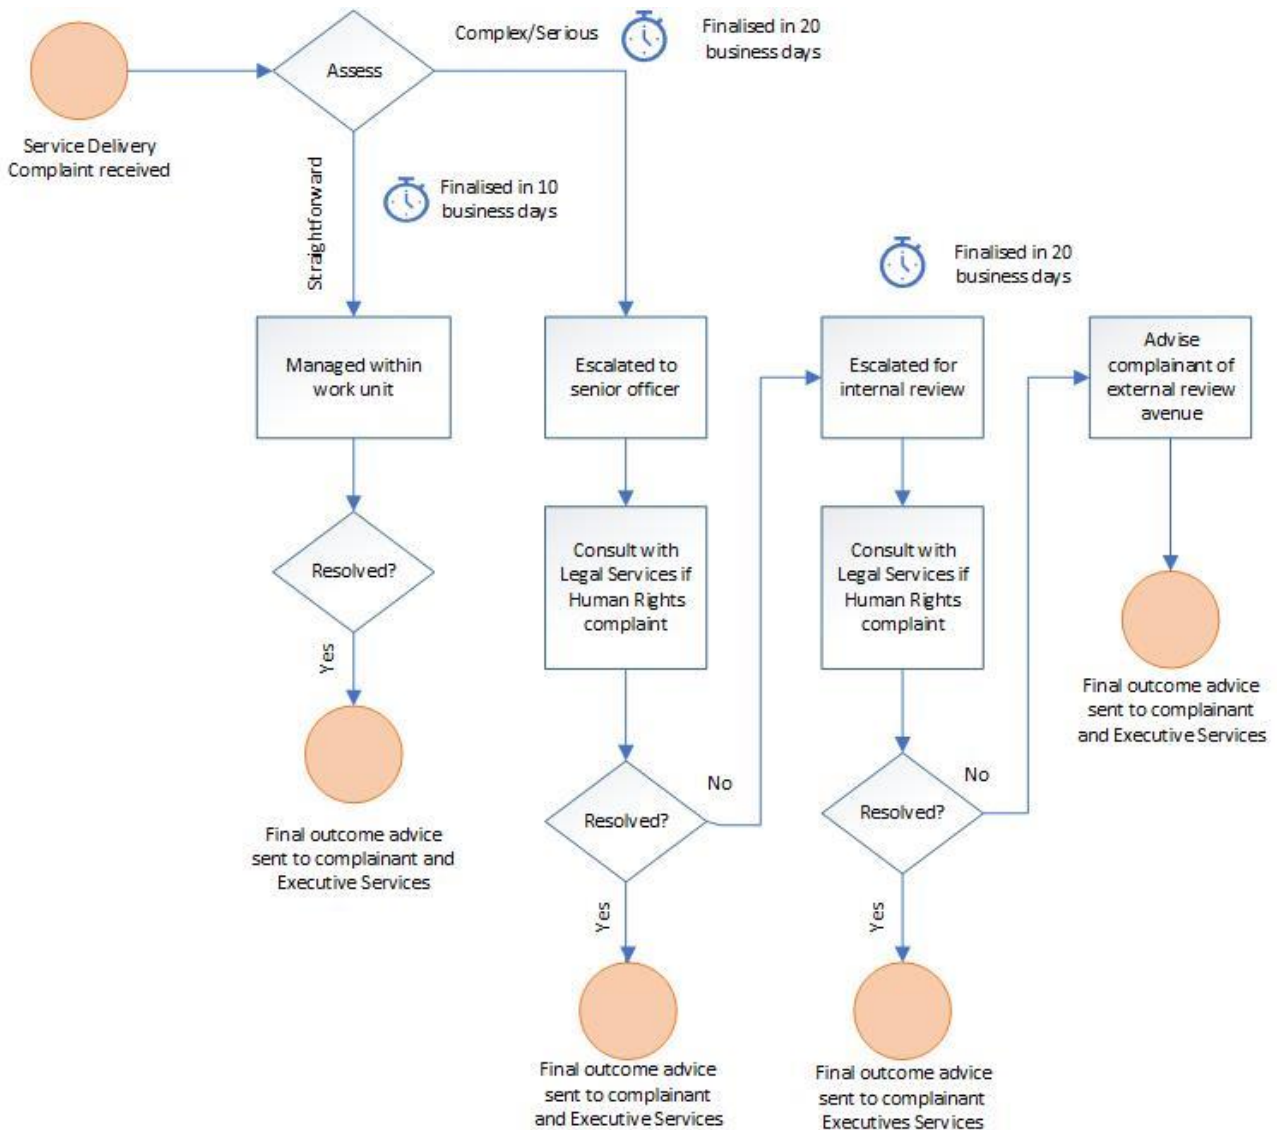 Service Delivery
Complaint received
Assess
Complex/Serious
Finalised in 20
business days
Straightforward
Finalised in 10
business days
Managed within
work unit
Resolved?
Yes
Final outcome advice
sent to complainant and
Executive Services
Escalated to
senior officer
Consult with
Legal Services if
Human Rights
complaint
Resolved?
No
Yes
Final outcome advice
sent to complainant
and Executive Services
Finalised in 20
business days
Escalated for
internal review
Consult with
Legal Services if
Human Rights
complaint
Resolved?
No
Yes
Final outcome advice
sent to complainant
Executives Services
Advise
complainant of
external review
avenue
Final outcome advice
sent to complainant
and Executive Services